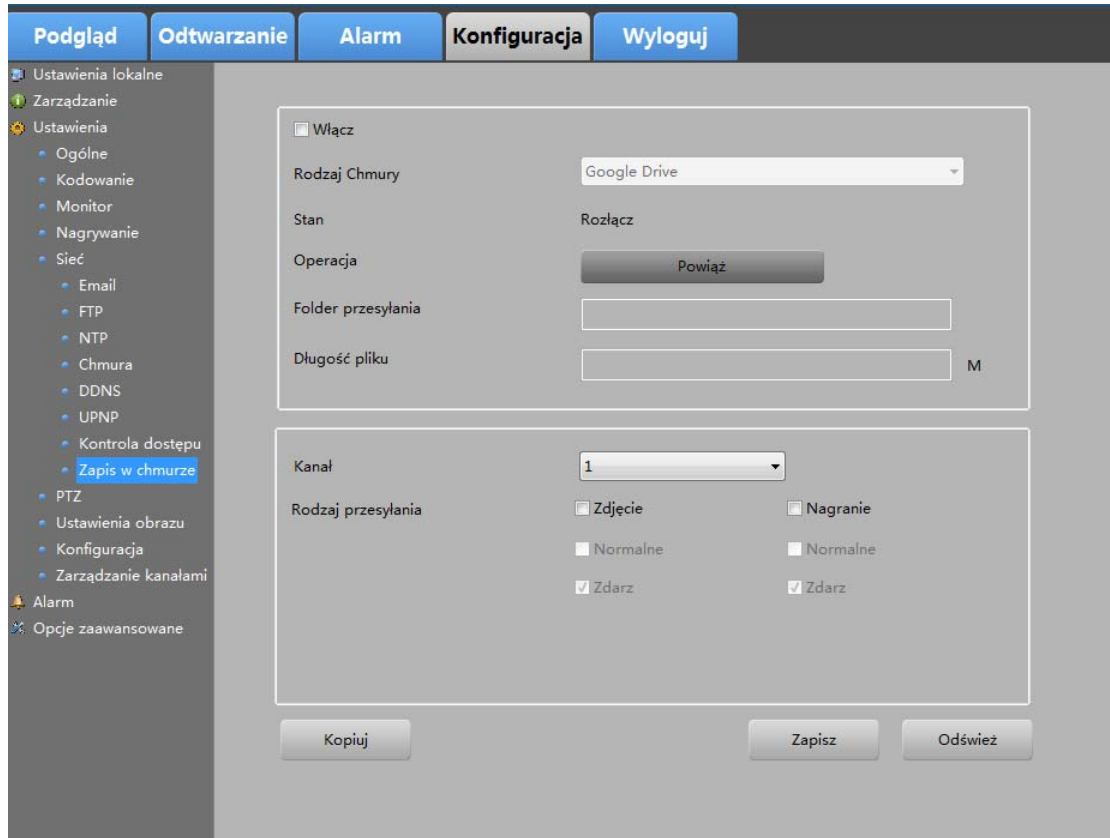 Podgląd Odtwarzanie Alarm Konfiguracja Wyloguj
Ustawienia lokalne
Zarządzanie
Ustawienia
Ogólne
Kodowanie
Monitor
Nagrywanie
Sieć
Email
FTP
NTP
Chmura
DDNS
UPNP
Kontrola dostępu
Zapis w chmurze
PTZ
Ustawienia obrazu
Konfiguracja
Zarządzanie kanałami
Alarm
Opcje zaawansowane
Włącz
Rodzaj Chmury Google Drive
Stan Rozłącz
Operacja Powiąż
Folder przesyłania
Długość pliku M
Kanał 1
Rodzaj przesyłania Zdjęcie Nagranie
Normalne Normalne
Zdarz Zdarz
Kopiuj Zapisz Odśwież